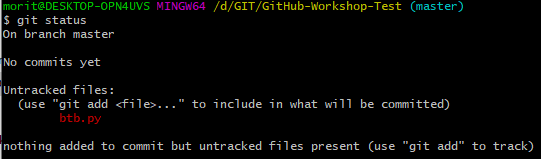 morit@DESKTOP-OPN4UVS MINGW64 /d/GIT/GitHub-Workshop-Test (master)
$ git status
On branch master
No commits yet
Untracked files:
(use "git add <file>..." to include in what will be committed)
btb.py
nothing added to commit but untracked files present (use "git add" to track)